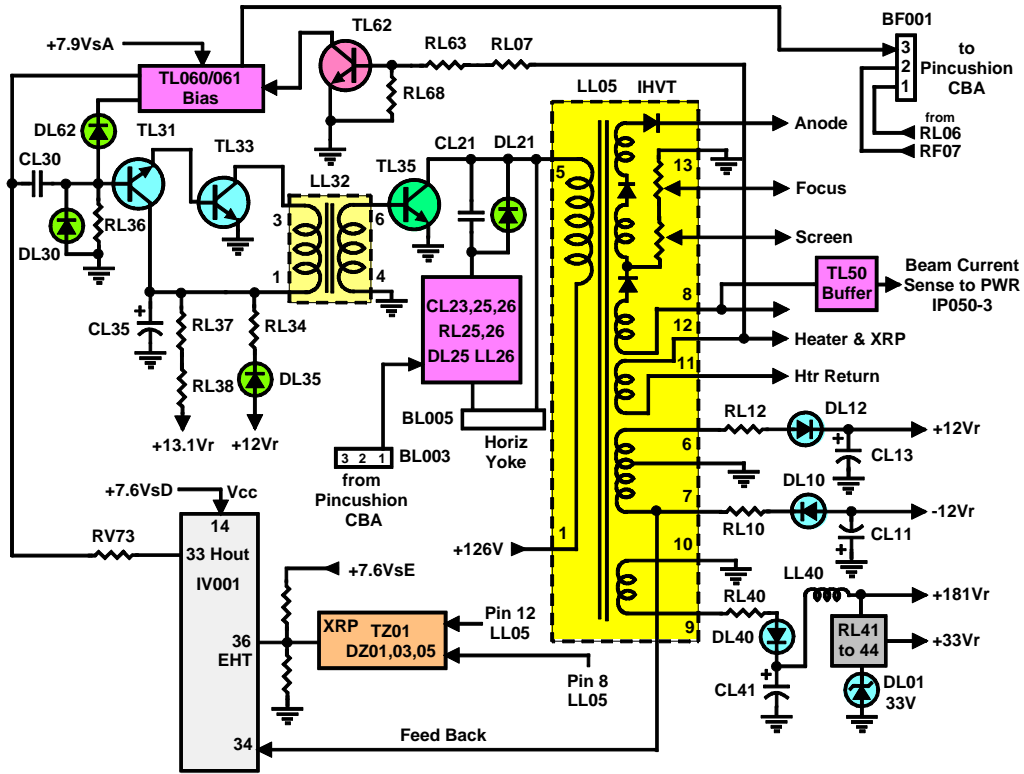 +7.9VsA
TL060/061
Bias
TL62
RL63
RL07
RL68
BF001
3
2
1
to
Pincushion
CBA
from
RL06
RF07
DL62
CL30
TL31
TL33
RL36
DL30
LL32
3
6
1
4
TL35
CL21
DL21
LL05
IHVT
5
13
Anode
Focus
Screen
8
TL50
Buffer
Beam Current
Sense to PWR
IP050-3
12
Heater & XRP
11
Htr Return
CL35
+
RL37
RL34
RL38
DL35
+13.1Vr
+12Vr
CL23,25,26
RL25,26
DL25 LL26
BL005
Horiz
Yoke
3 2 1
BL003
from
Pincushion
CBA
RL12
DL12
+12Vr
6
+
CL13
7
DL10
RL10
-12Vr
CL11
+
+7.6VsD
Vcc
14
RV73
33 Hout
IV001
+126V
1
10
+7.6VsE
36
EHT
XRP
TZ01
DZ01,03,05
Pin 12
LL05
Pin 8
LL05
RL40
9
LL40
+181Vr
DL40
RL41
to 44
+33Vr
+
CL41
DL01
33V
34
Feed Back